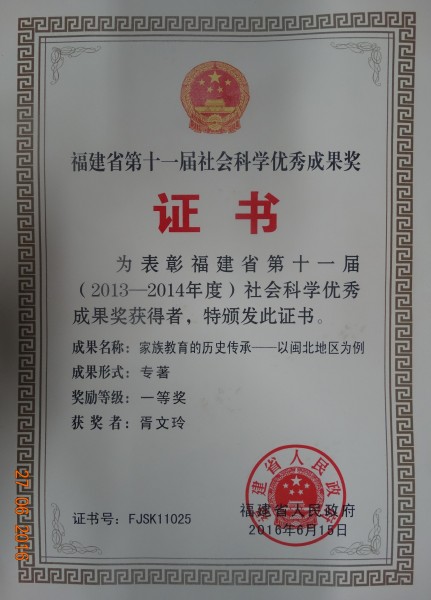 福建省第十一届社会科学优秀成果奖
证书
为表彰福建省第十一届
（2013—2014年度）社会科学优秀
成果奖获得者，特颁发此证书。
成果名称：家族教育的历史传承——以闽北地区为例
成果形式：专著
奖励等级：一等奖
获奖者：胥文玲
福建省人民政府
证书号：FJSK11025
福建省人民政府
2016年6月15日
27/06/2016